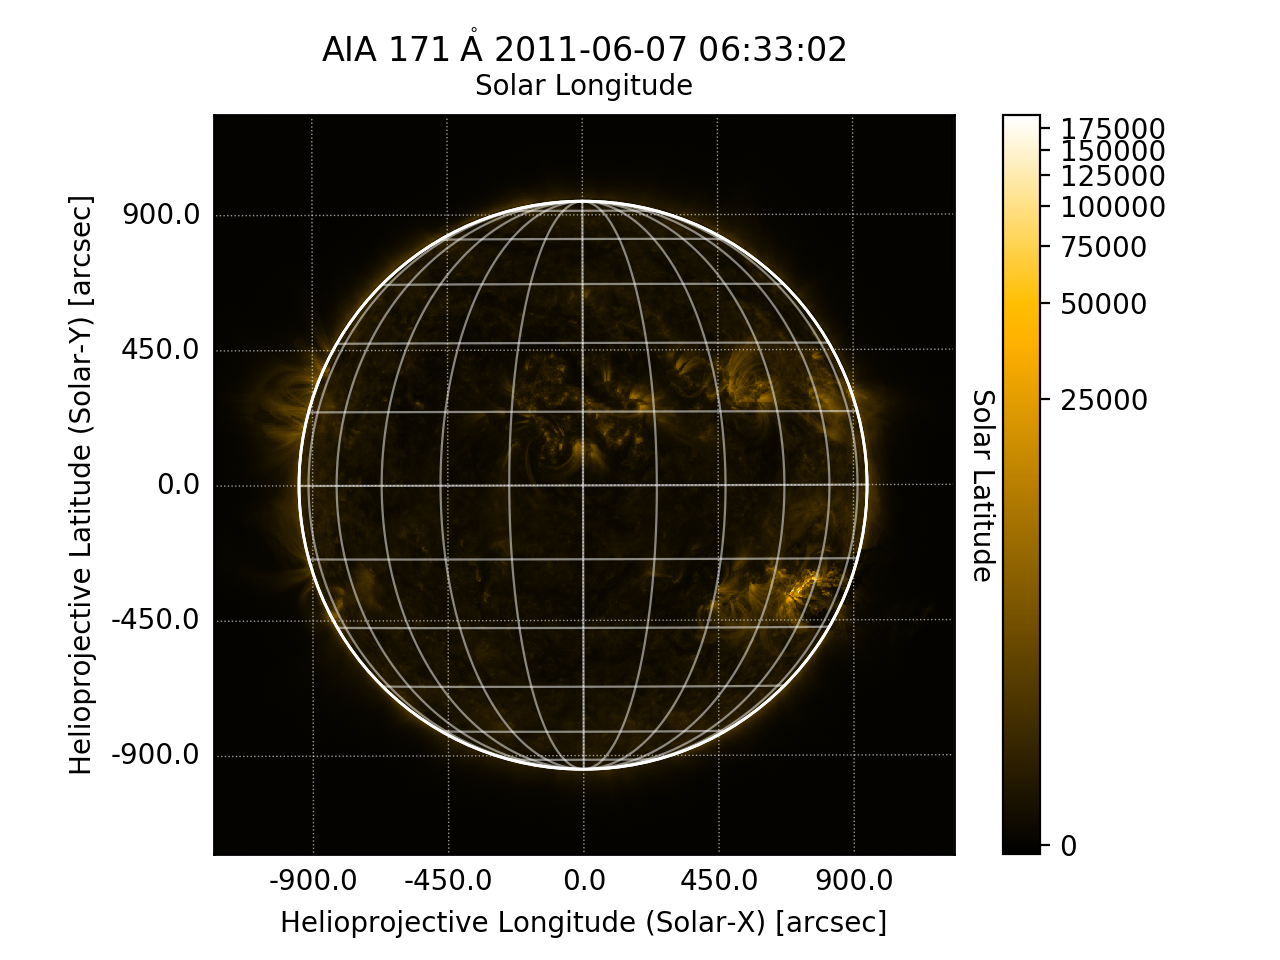 AIA 171 Å 2011-06-07 06:33:02
Solar Longitude
Helioprojective Latitude (Solar-Y) [arcsec]
900.0
450.0
0.0
-450.0
-900.0
-900.0 -450.0 0.0 450.0 900.0
Helioprojective Longitude (Solar-X) [arcsec]
Solar Latitude
175000
150000
125000
100000
75000
50000
25000
0